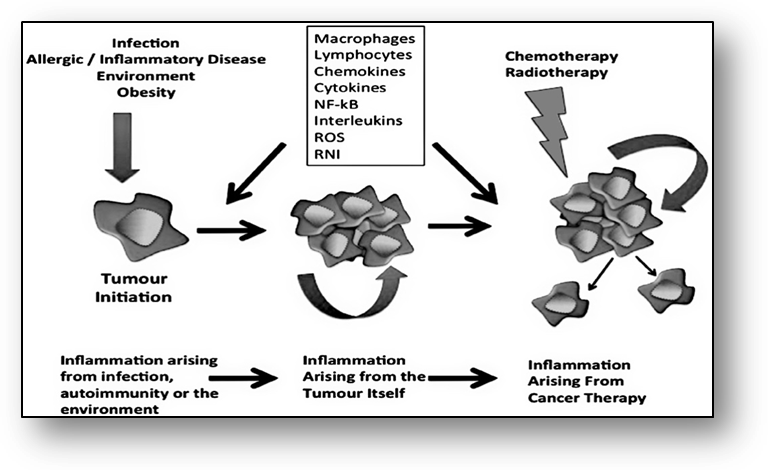 Infection
Allergic / Inflammatory Disease
Environment
Obesity
Macrophages
Lymphocytes
Chemokines
Cytokines
NF-kB
Interleukins
ROS
RNI
Chemotherapy
Radiotherapy
Tumour
Initiation
Inflammation arising
from infection,
autoimmunity or the
environment
Inflammation
Arising from the
Tumour Itself
Inflammation
Arising From
Cancer Therapy